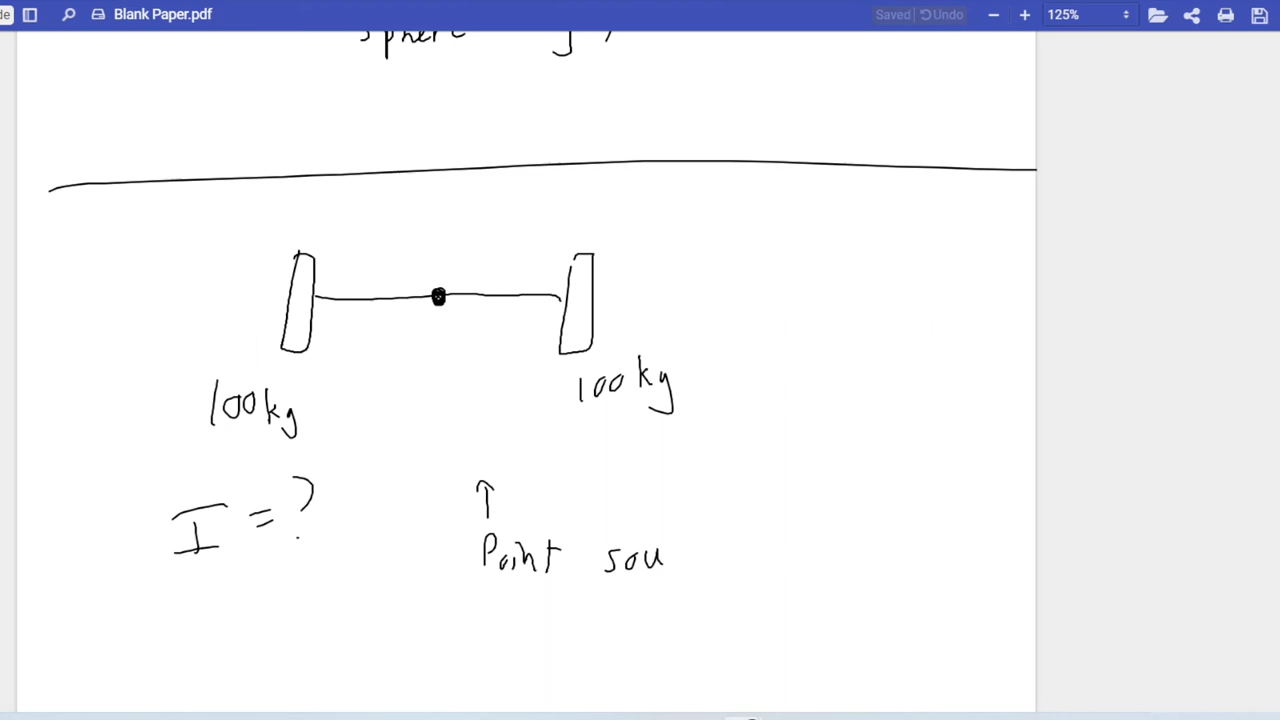 Blank Paper.pdf
Saved Undo
125%
100kg
100kg
I = ?
↑
Point sou